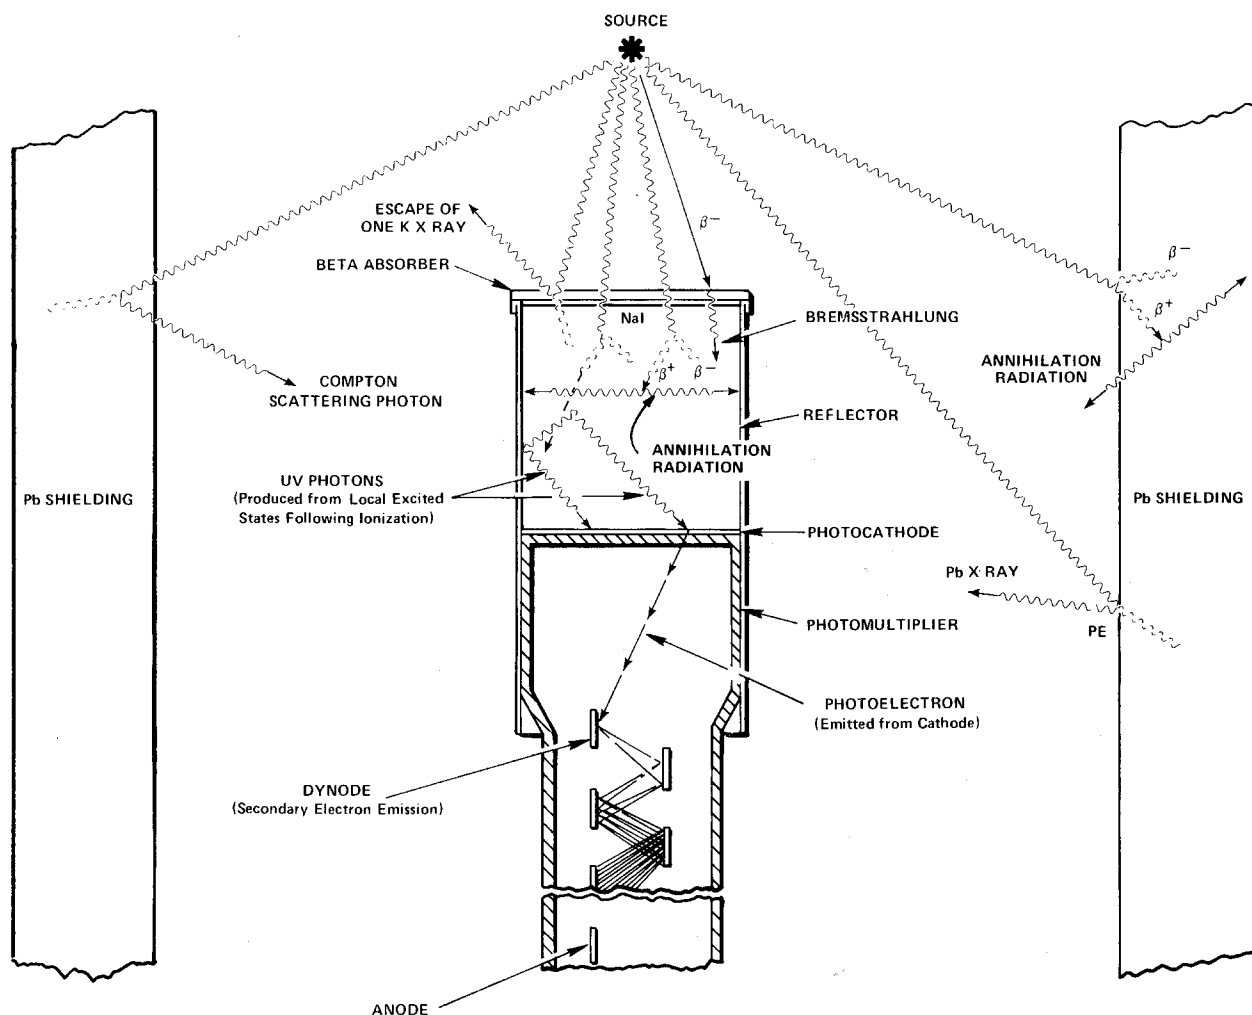 SOURCE
ESCAPE OF
ONE K X RAY
BETA ABSORBER
β−
β−
β+
NaI
BREMSSTRAHLUNG
β+
β−
ANNIHILATION
RADIATION
COMPTON
SCATTERING PHOTON
REFLECTOR
ANNIHILATION
RADIATION
UV PHOTONS
(Produced from Local Excited
States Following Ionization)
Pb SHIELDING
Pb SHIELDING
PHOTOCATHODE
Pb X RAY
PHOTOMULTIPLIER
PE
PHOTOELECTRON
(Emitted from Cathode)
DYNODE
(Secondary Electron Emission)
ANODE